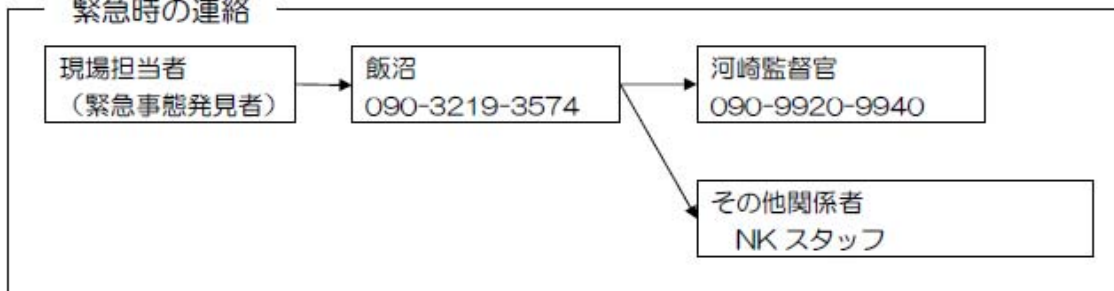 緊急時の連絡
現場担当者
（緊急事態発見者）
飯沼
090-3219-3574
河崎監督官
090-9920-9940
その他関係者
NK スタッフ